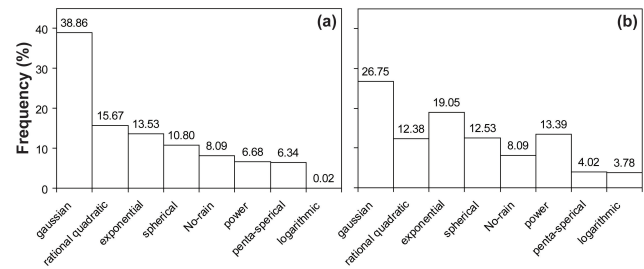 (a)
(b)
Frequency (%)
40
30
20
10
0
38.86
15.67
13.53
10.80
8.09
6.68
6.34
0.02
26.75
12.38
19.05
12.53
8.09
13.39
4.02
3.78
gaussian
rational quadratic
exponential
spherical
No-rain
power
penta-sperical
logarithmic
gaussian
rational quadratic
exponential
spherical
No-rain
power
penta-sperical
logarithmic